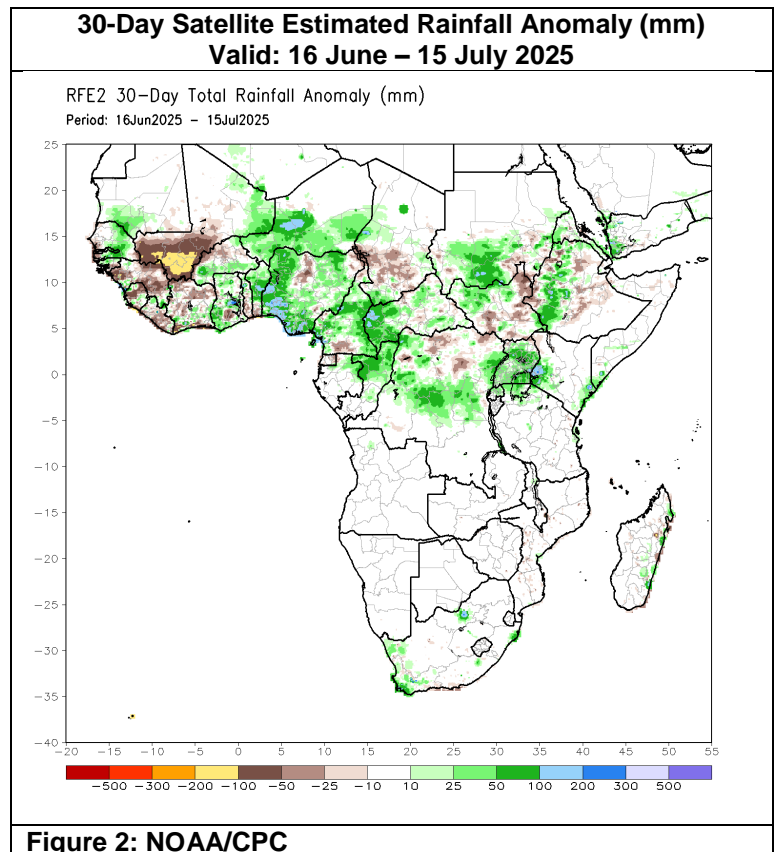 30-Day Satellite Estimated Rainfall Anomaly (mm)
Valid: 16 June – 15 July 2025
RFE2 30-Day Total Rainfall Anomaly (mm)
Period: 16Jun2025 - 15Jul2025
25
20
15
10
5
0
-5
-10
-15
-20
-25
-30
-35
-40
-20 -15 -10 -5 0 5 10 15 20 25 30 35 40 45 50 55
-500 -300 -200 -100 -50 -25 -10 10 25 50 100 200 300 500
Figure 2: NOAA/CPC